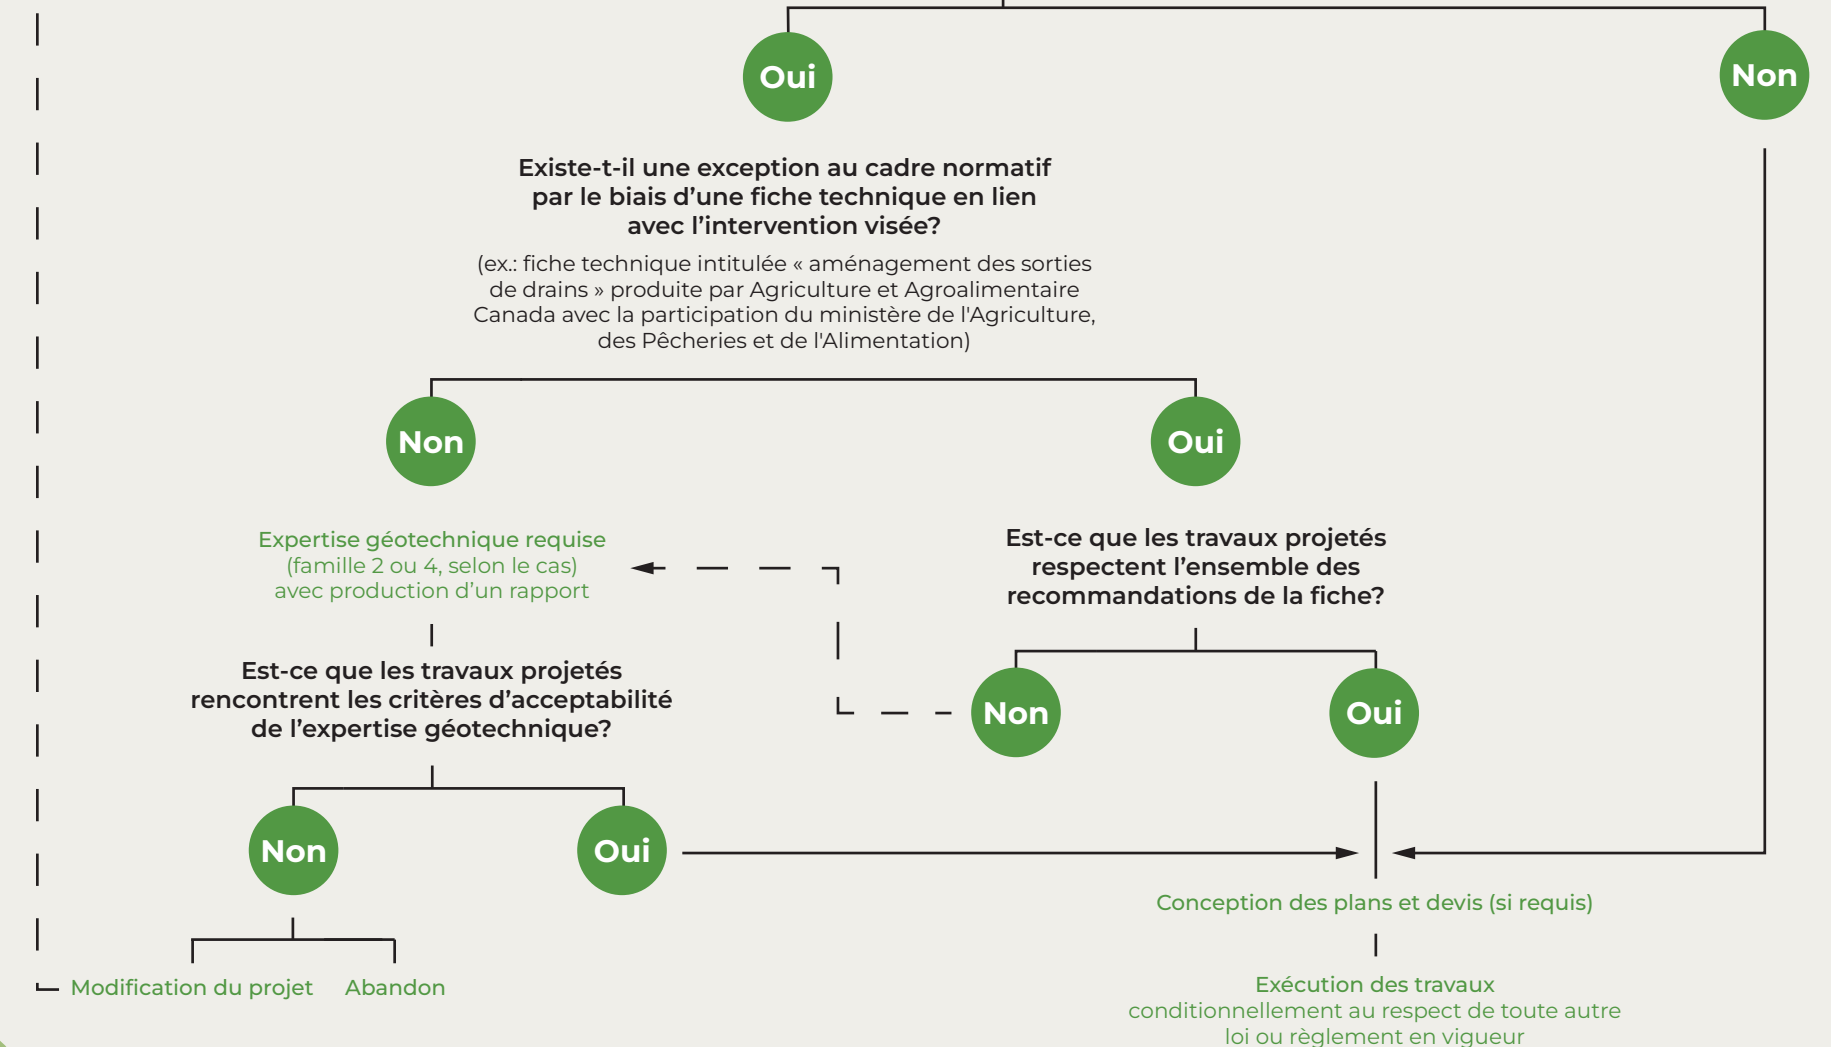 Oui
Non
Existe-t-il une exception au cadre normatif
par le biais d’une fiche technique en lien
avec l’intervention visée?
(ex.: fiche technique intitulée « aménagement des sorties
de drains » produite par Agriculture et Agroalimentaire
Canada avec la participation du ministère de l'Agriculture,
des Pêcheries et de l'Alimentation)
Non
Oui
Expertise géotechnique requise
(famille 2 ou 4, selon le cas)
avec production d’un rapport
Est-ce que les travaux projetés
respectent l’ensemble des
recommandations de la fiche?
Est-ce que les travaux projetés
rencontrent les critères d’acceptabilité
de l’expertise géotechnique?
Non
Oui
Non
Oui
Conception des plans et devis (si requis)
Modification du projet
Abandon
Exécution des travaux
conditionnellement au respect de toute autre
loi ou règlement en vigueur